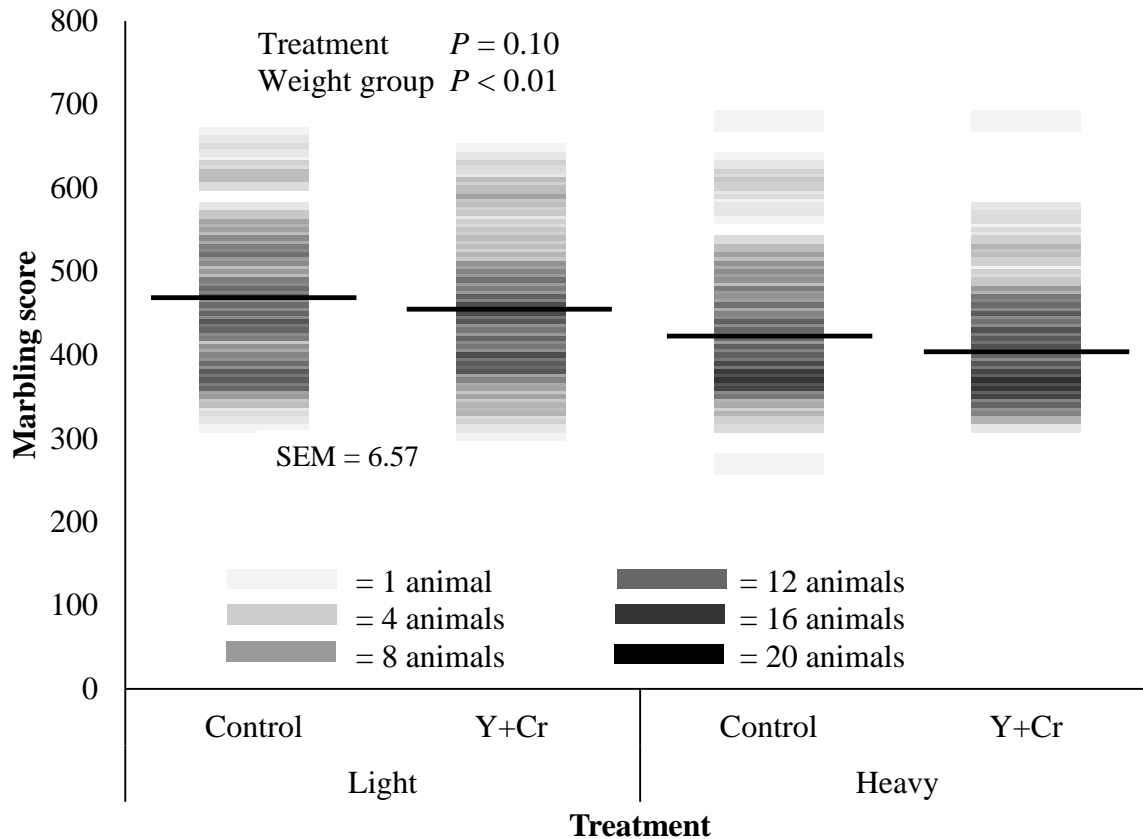 800
700
600
500
400
300
200
100
0
Marbling score
Treatment P = 0.10
Weight group P < 0.01
SEM = 6.57
= 1 animal
= 4 animals
= 8 animals
= 12 animals
= 16 animals
= 20 animals
Control
Y+Cr
Control
Y+Cr
Light
Heavy
Treatment